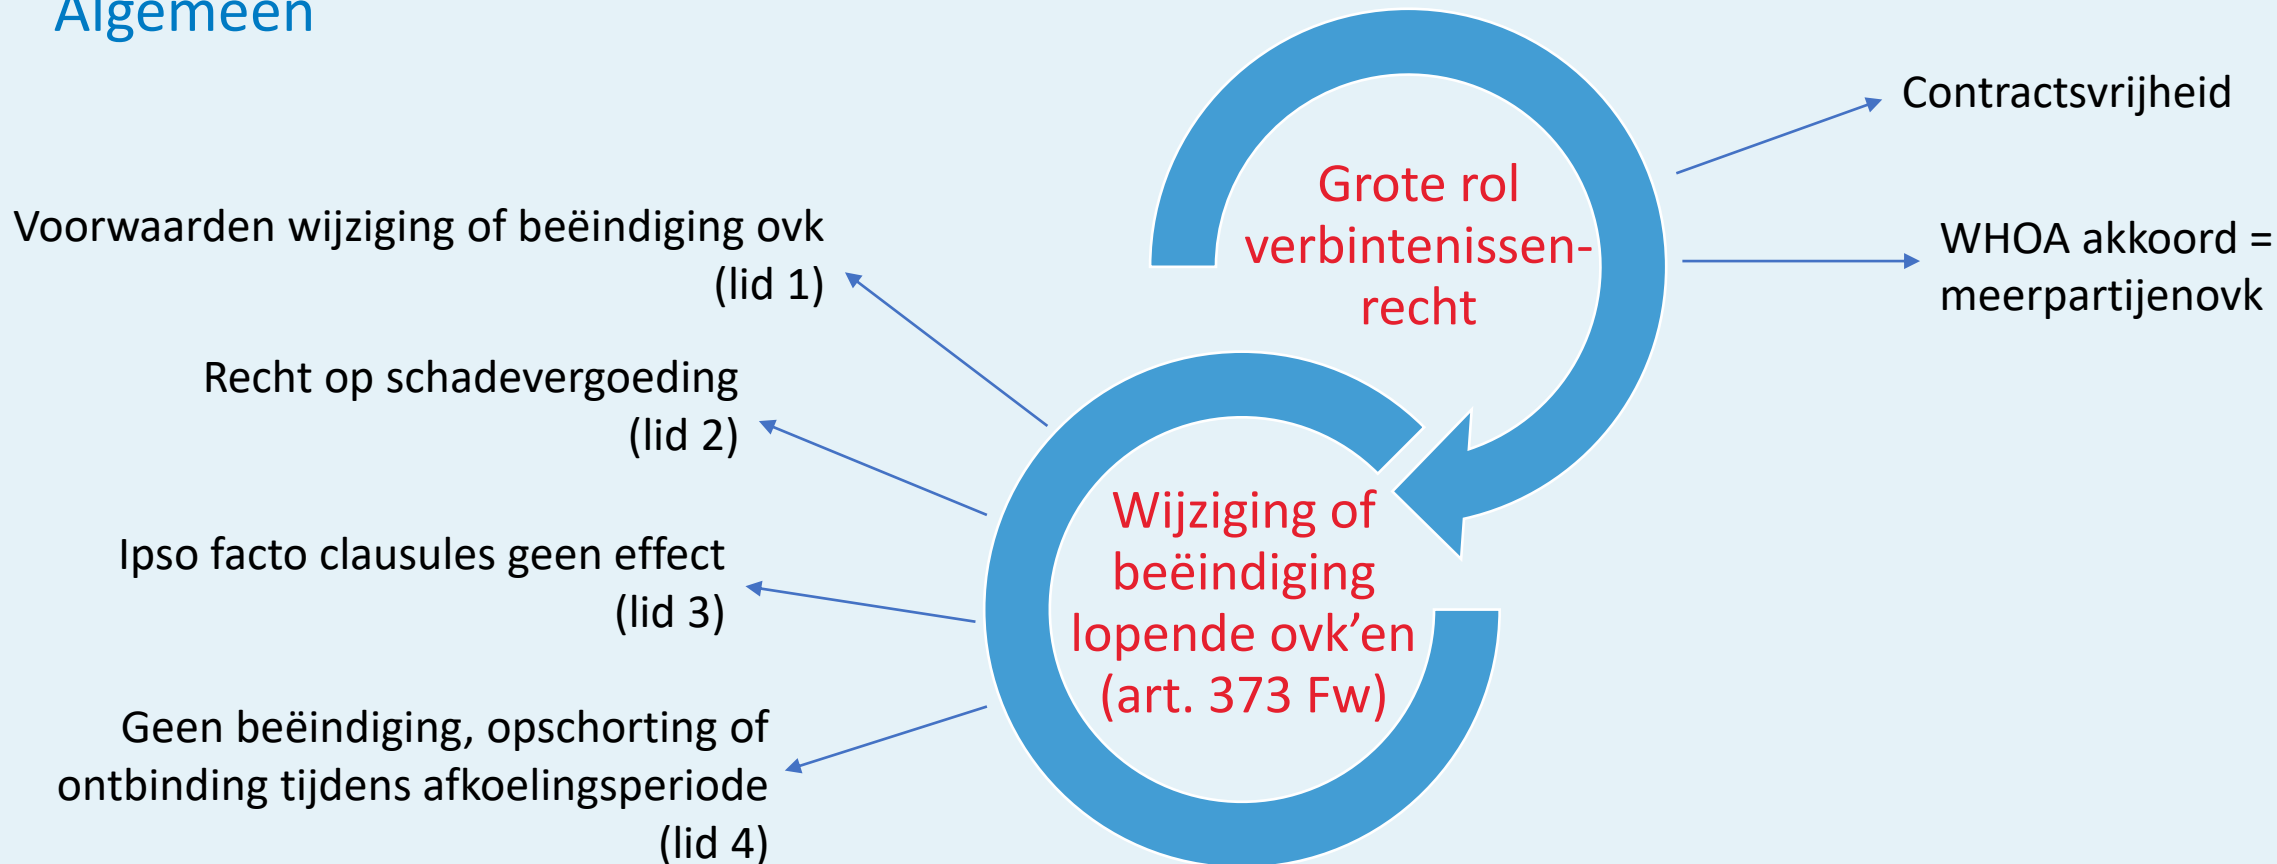 Algemeen
Grote rol
verbintenissen-
recht
Contractsvrijheid
WHOA akkoord =
meerpartijenovk
Wijziging of
beëindiging
lopende ovk’en
(art. 373 Fw)
Voorwaarden wijziging of beëindiging ovk
(lid 1)
Recht op schadevergoeding
(lid 2)
Ipso facto clausules geen effect
(lid 3)
Geen beëindiging, opschorting of
ontbinding tijdens afkoelingsperiode
(lid 4)